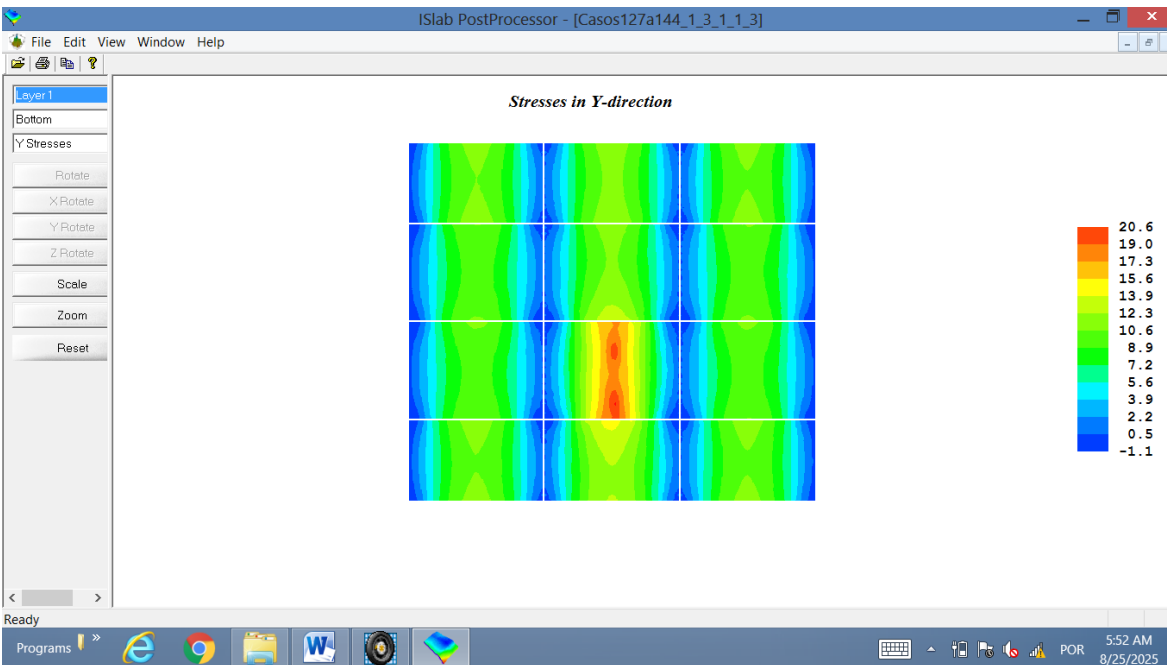 ISlab PostProcessor - [Casos127a144_1_3_1_1_3]
File Edit View Window Help
Layer 1
Bottom
Y Stresses
Rotate
X Rotate
Y Rotate
Z Rotate
Scale
Zoom
Reset
Stresses in Y-direction
20.6
19.0
17.3
15.6
13.9
12.3
10.6
8.9
7.2
5.6
3.9
2.2
0.5
-1.1
Ready
Programs
POR
5:52 AM
8/25/2025